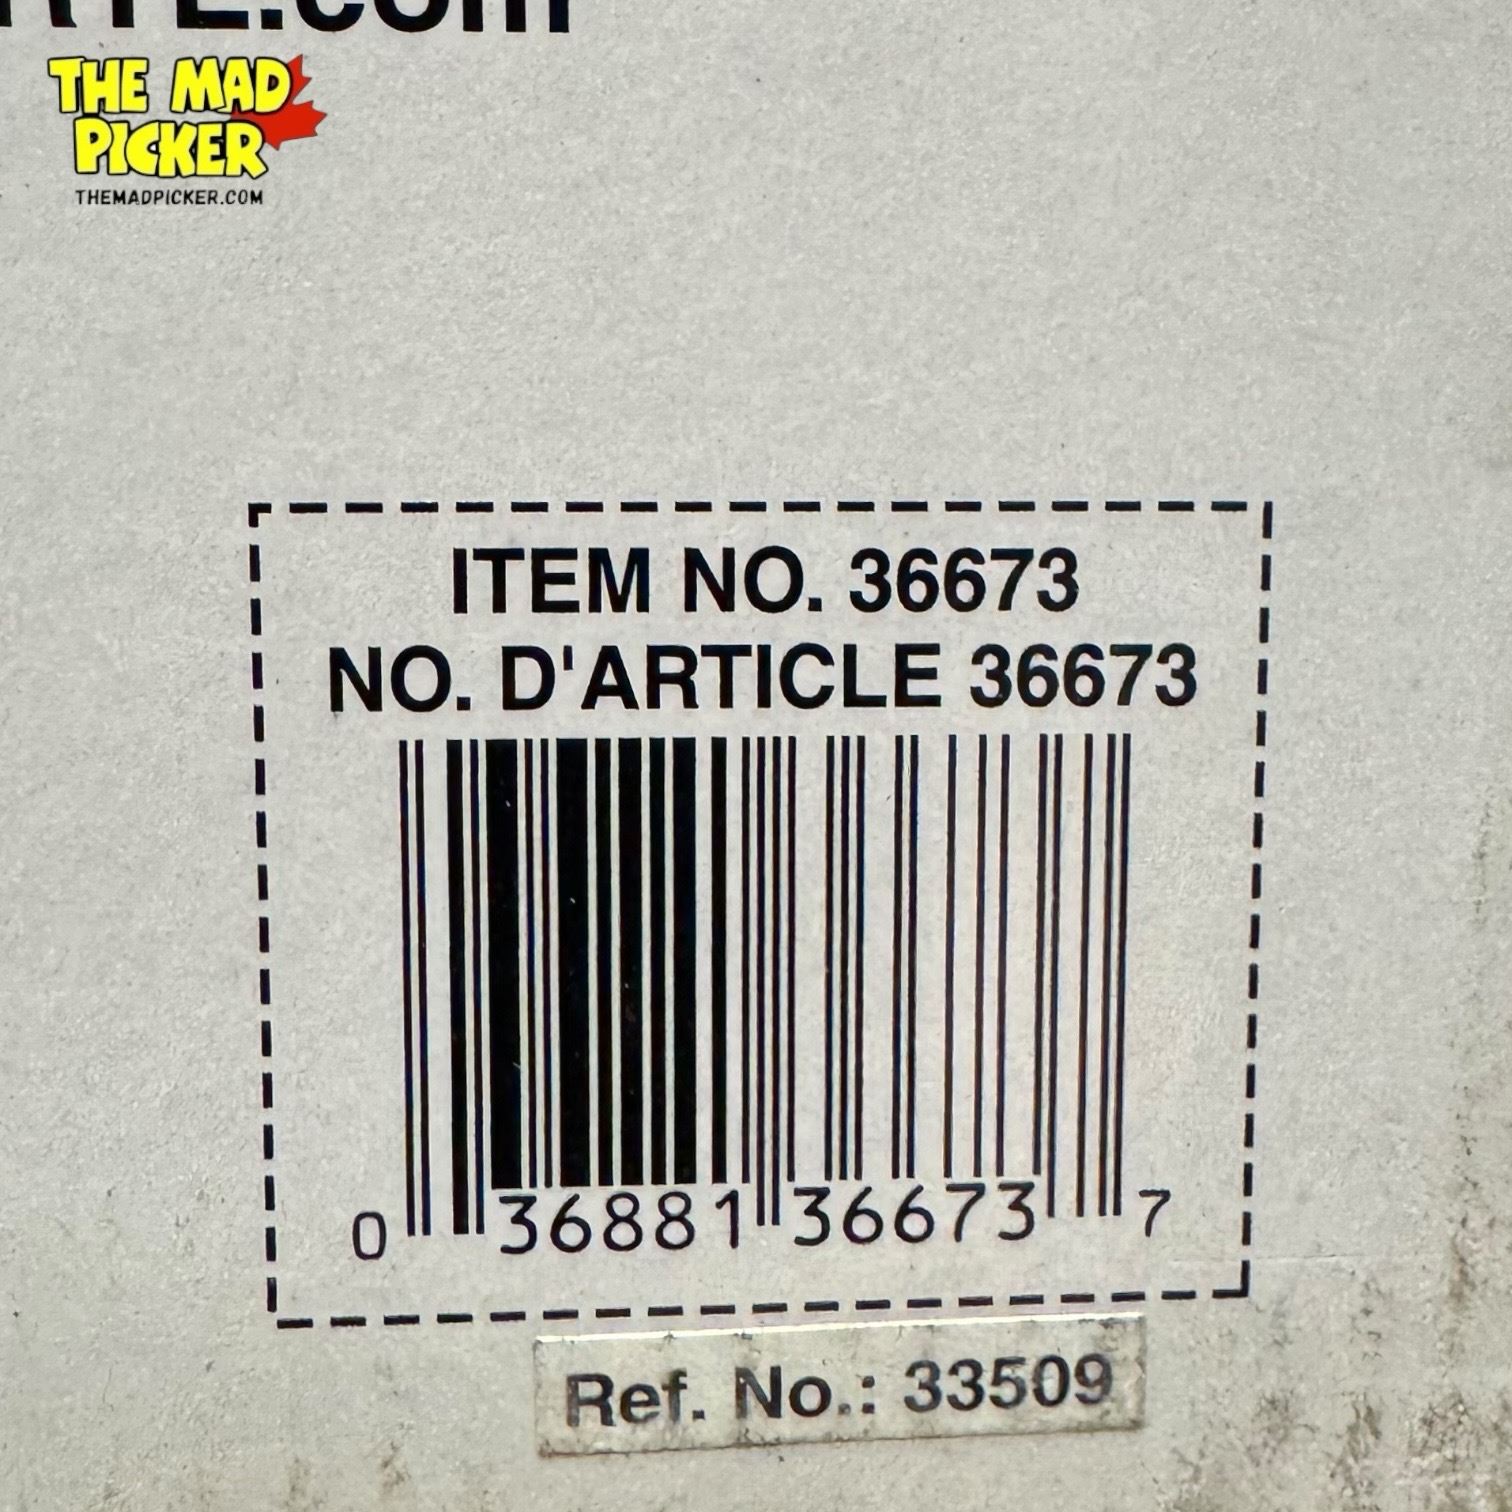 THE MAD
PICKER
THEMADPICKER.COM
ITEM NO. 36673
NO. D'ARTICLE 36673
0 36881 36673 7
Ref. No.: 33509